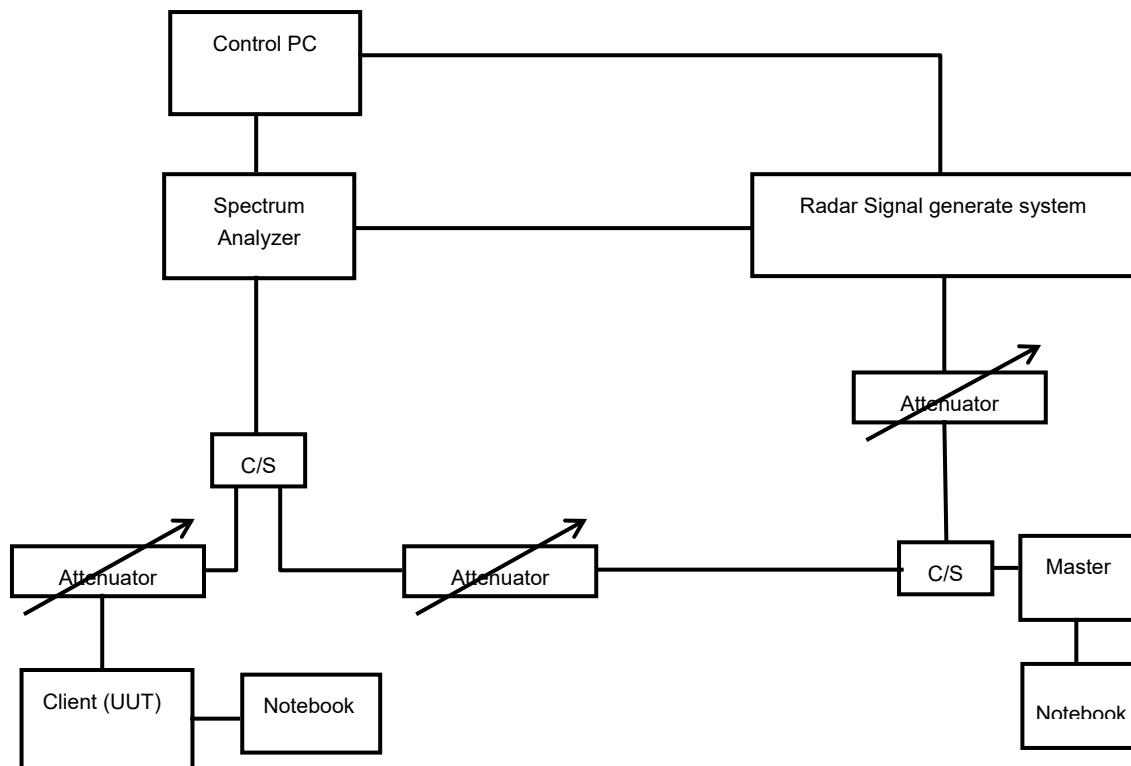 Control PC
Spectrum
Analyzer
Radar Signal generate system
Attenuator
C/S
Attenuator
Attenuator
C/S
Master
Client (UUT)
Notebook
Notebook